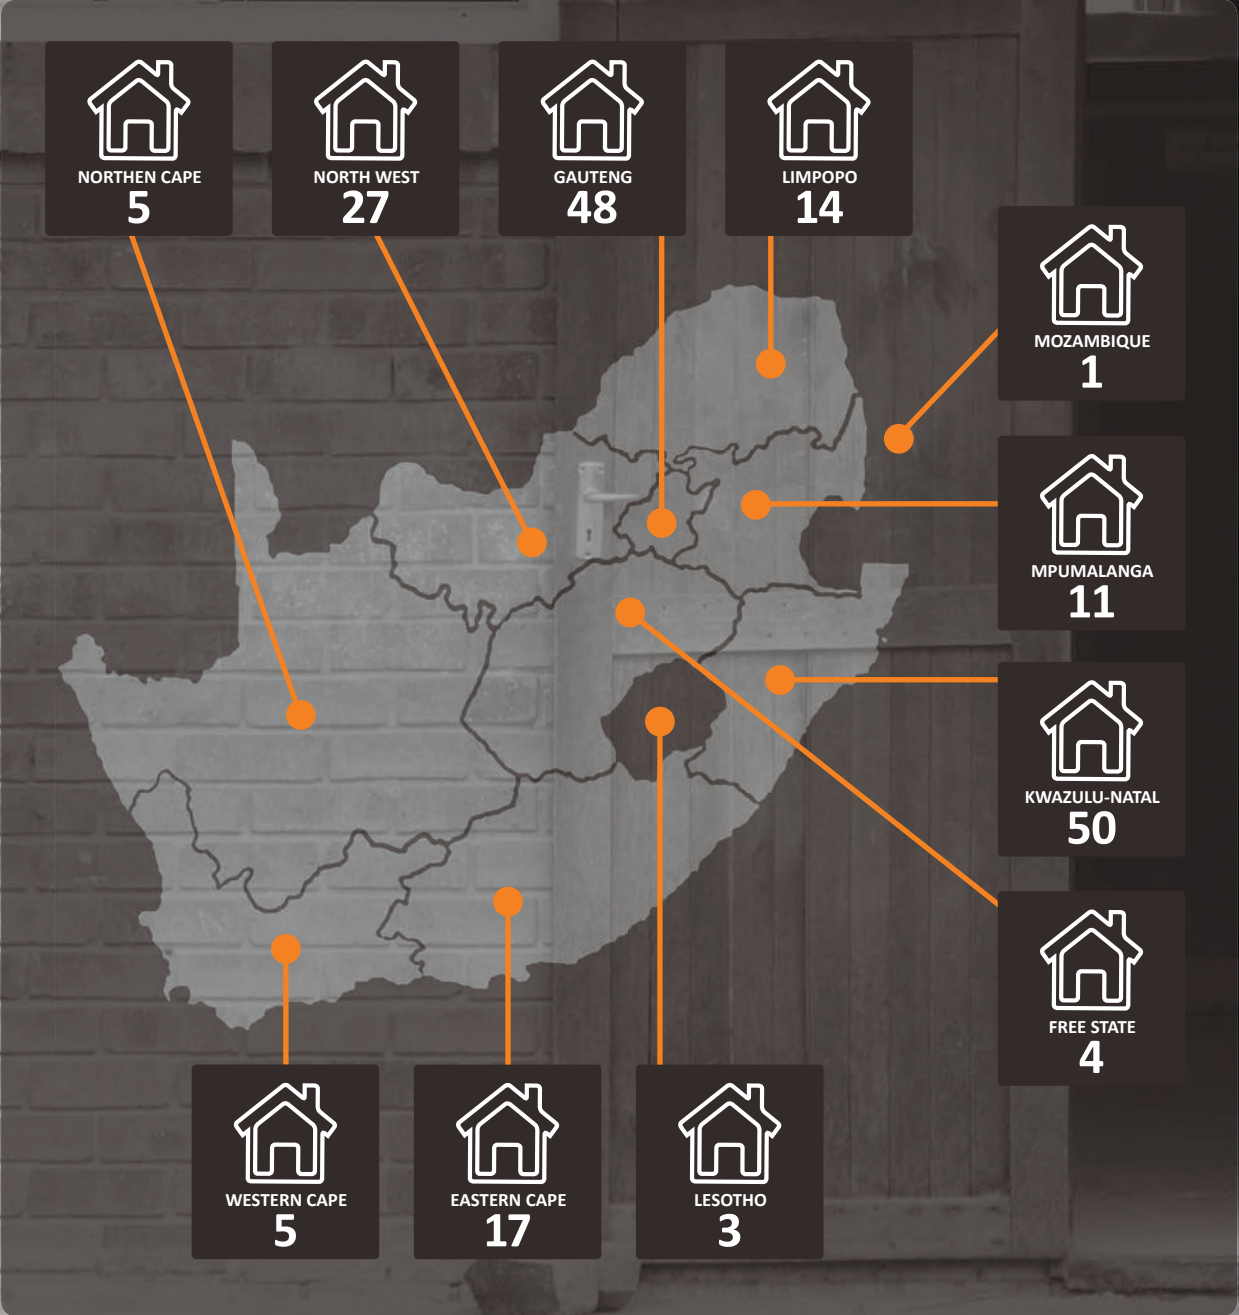 NORTHEN CAPE
5
NORTH WEST
27
GAUTENG
48
LIMPOPO
14
MOZAMBIQUE
1
MPUMALANGA
11
KWAZULU-NATAL
50
FREE STATE
4
WESTERN CAPE
5
EASTERN CAPE
17
LESOTHO
3